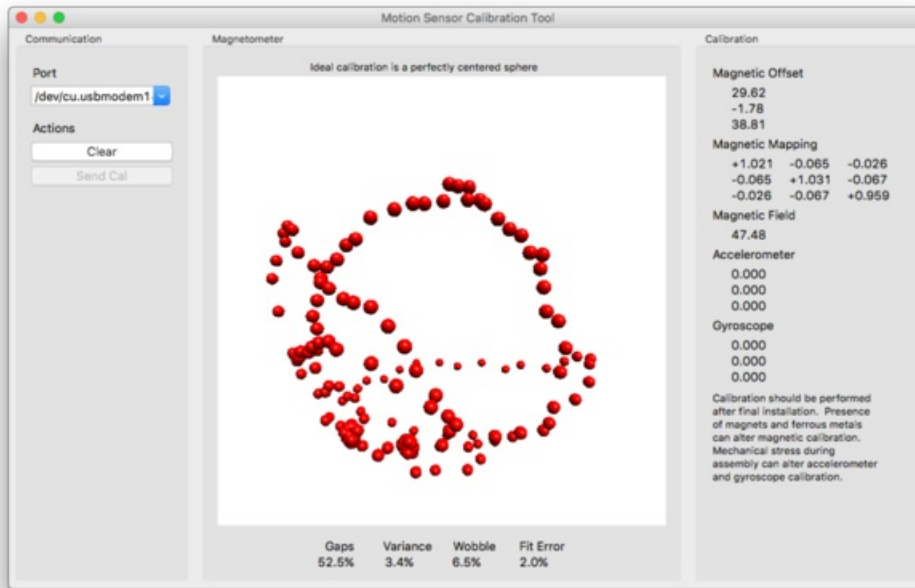 Motion Sensor Calibration Tool
Communication
Port
/dev/cu.usbmodem1
Actions
Clear
Send Cal
Magnetometer
Ideal calibration is a perfectly centered sphere
Gaps Variance Wobble Fit Error
52.5% 3.4% 6.5% 2.0%
Calibration
Magnetic Offset
29.62
-1.78
38.81
Magnetic Mapping
+1.021 -0.065 -0.026
-0.065 +1.031 -0.067
-0.026 -0.067 +0.959
Magnetic Field
47.48
Accelerometer
0.000
0.000
0.000
Gyroscope
0.000
0.000
0.000
Calibration should be performed
after final installation. Presence
of magnets and ferrous metals
can alter magnetic calibration.
Mechanical stress during
assembly can alter accelerometer
and gyroscope calibration.